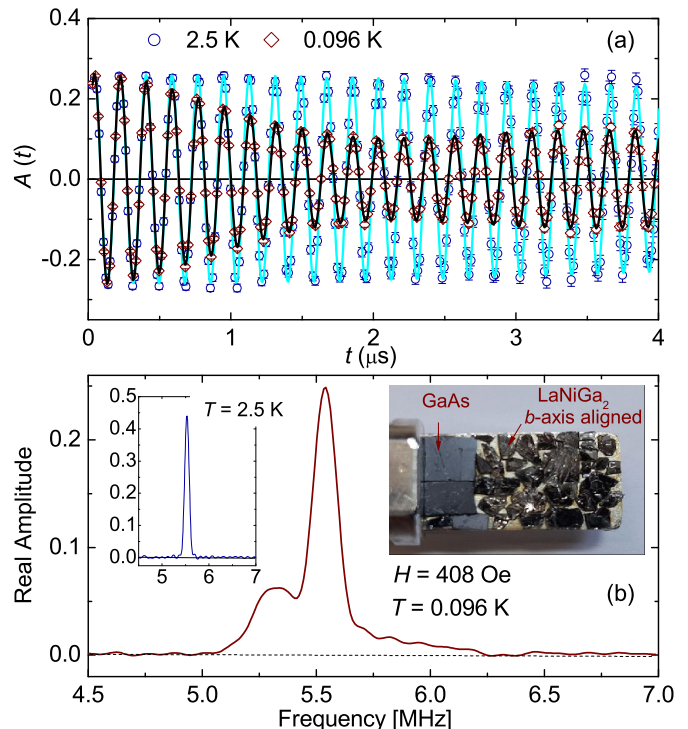 2.5 K 0.096 K (a)
0.4
0.2
0.0
-0.2
A (t)
0 1 2 3 4
t (μs)
0.5
0.4
0.3
0.2
0.1
0.0
5 6 7
T = 2.5 K
GaAs
LaNiGa2
b-axis aligned
H = 408 Oe
T = 0.096 K
(b)
0.2
0.1
0.0
Real Amplitude
4.5 5.0 5.5 6.0 6.5 7.0
Frequency [MHz]